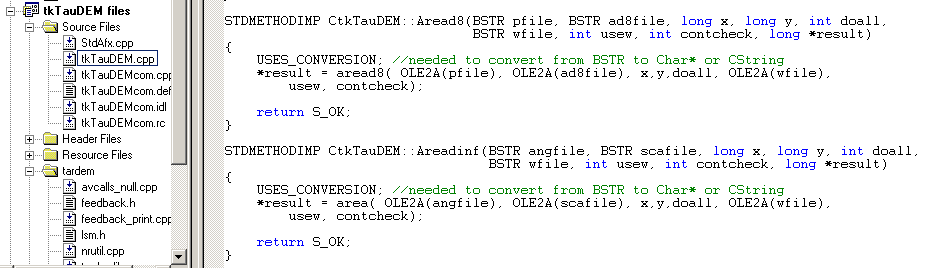 tkTauDEM files
Source Files
StdAfx.cpp
tkTauDEM.cpp
tkTauDEMcom.cpp
tkTauDEMcom.def
tkTauDEMcom.idl
tkTauDEMcom.rc
Header Files
Resource Files
tardem
avcalls_null.cpp
feedback.h
feedback_print.cpp
lsm.h
nrutil.cpp
STDMETHODIMP CtkTauDEM::Aread8(BSTR pfile, BSTR ad8file, long x, long y, int doall,
BSTR wfile, int usew, int contcheck, long *result)
{
USES_CONVERSION; //needed to convert from BSTR to Char* or CString
*result = aread8( OLE2A(pfile), OLE2A(ad8file), x,y,doall, OLE2A(wfile),
usew, contcheck);
return S_OK;
}
STDMETHODIMP CtkTauDEM::Areadinf(BSTR angfile, BSTR scafile, long x, long y, int doall,
BSTR wfile, int usew, int contcheck, long *result)
{
USES_CONVERSION; //needed to convert from BSTR to Char* or CString
*result = area( OLE2A(angfile), OLE2A(scafile), x,y,doall, OLE2A(wfile),
usew, contcheck);
return S_OK;
}